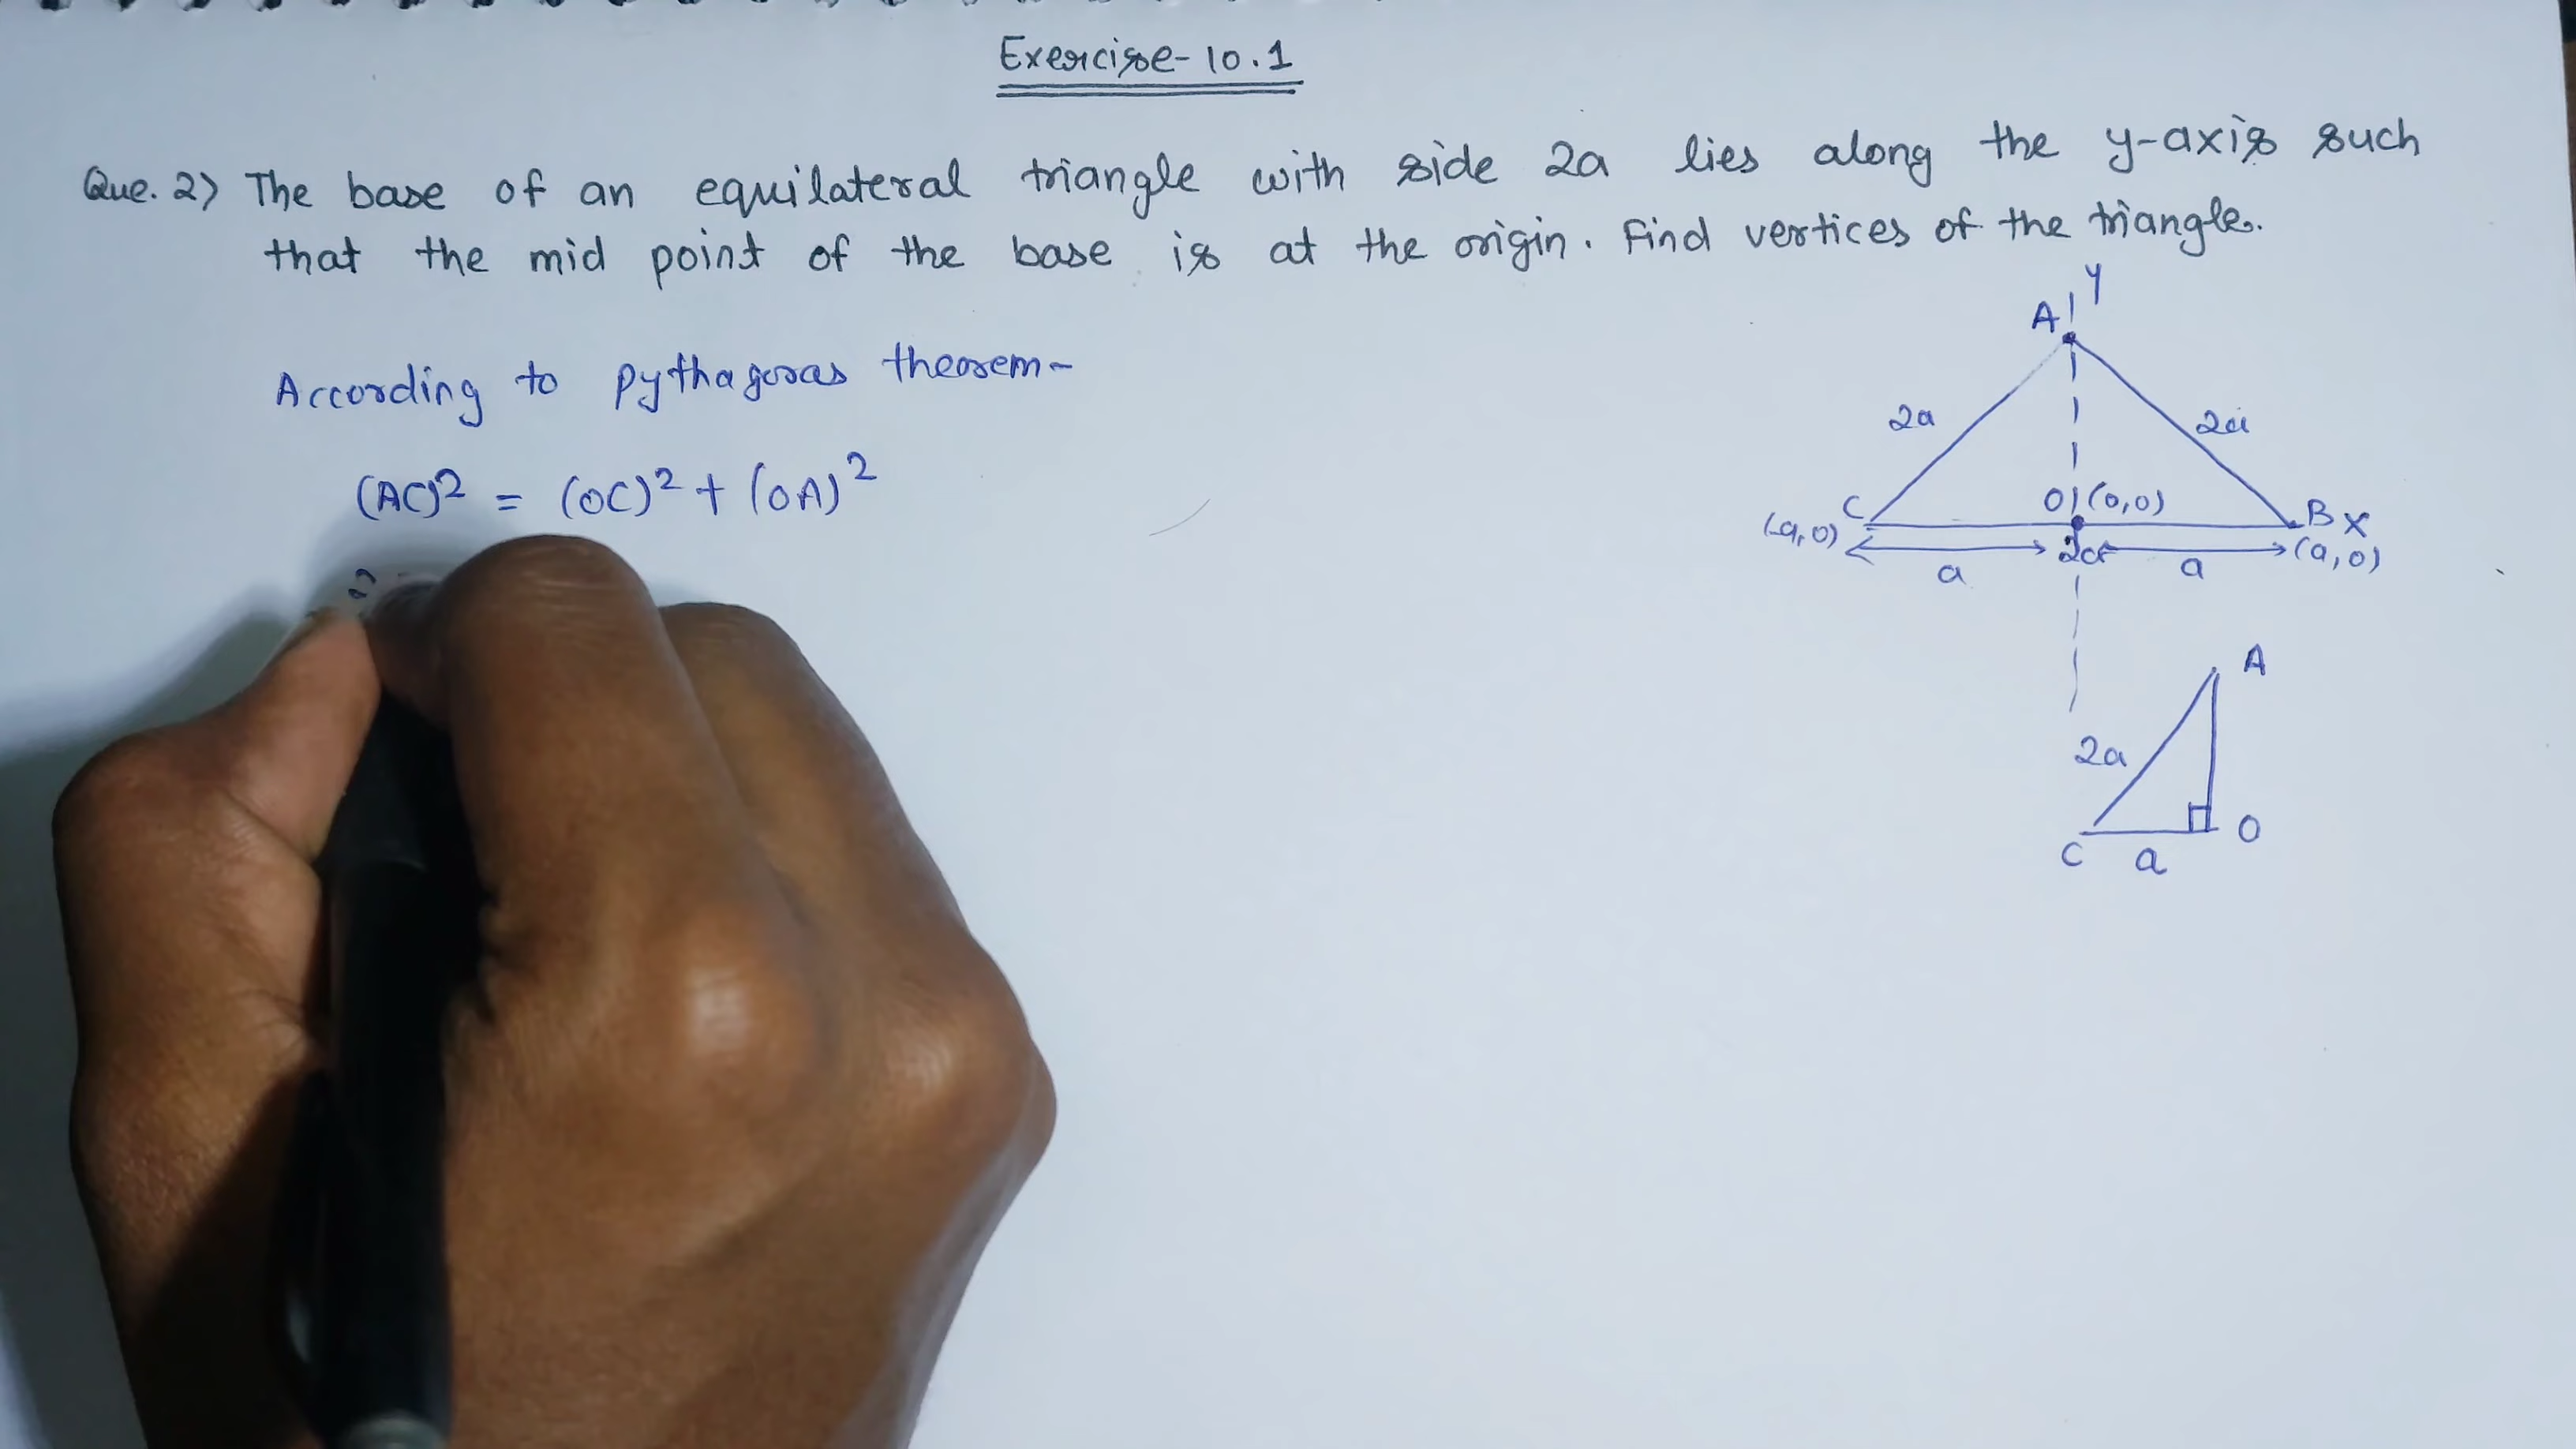 Exercise-10.1
Que. 2) The base of an equilateral triangle with side 2a lies along the y-axis such
that the mid point of the base is at the origin. Find vertices of the triangle.
According to pythagoras theorem-
(AC)² = (OC)² + (OA)²
Y
A
2a
2a
C
O (0,0)
B X
(-a,0)
2a
(a,0)
a
a
A
2a
O
C a